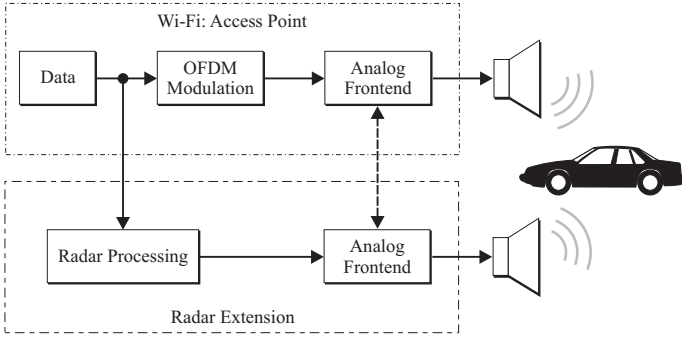 Wi-Fi: Access Point
Data
OFDM
Modulation
Analog
Frontend
Radar Processing
Analog
Frontend
Radar Extension